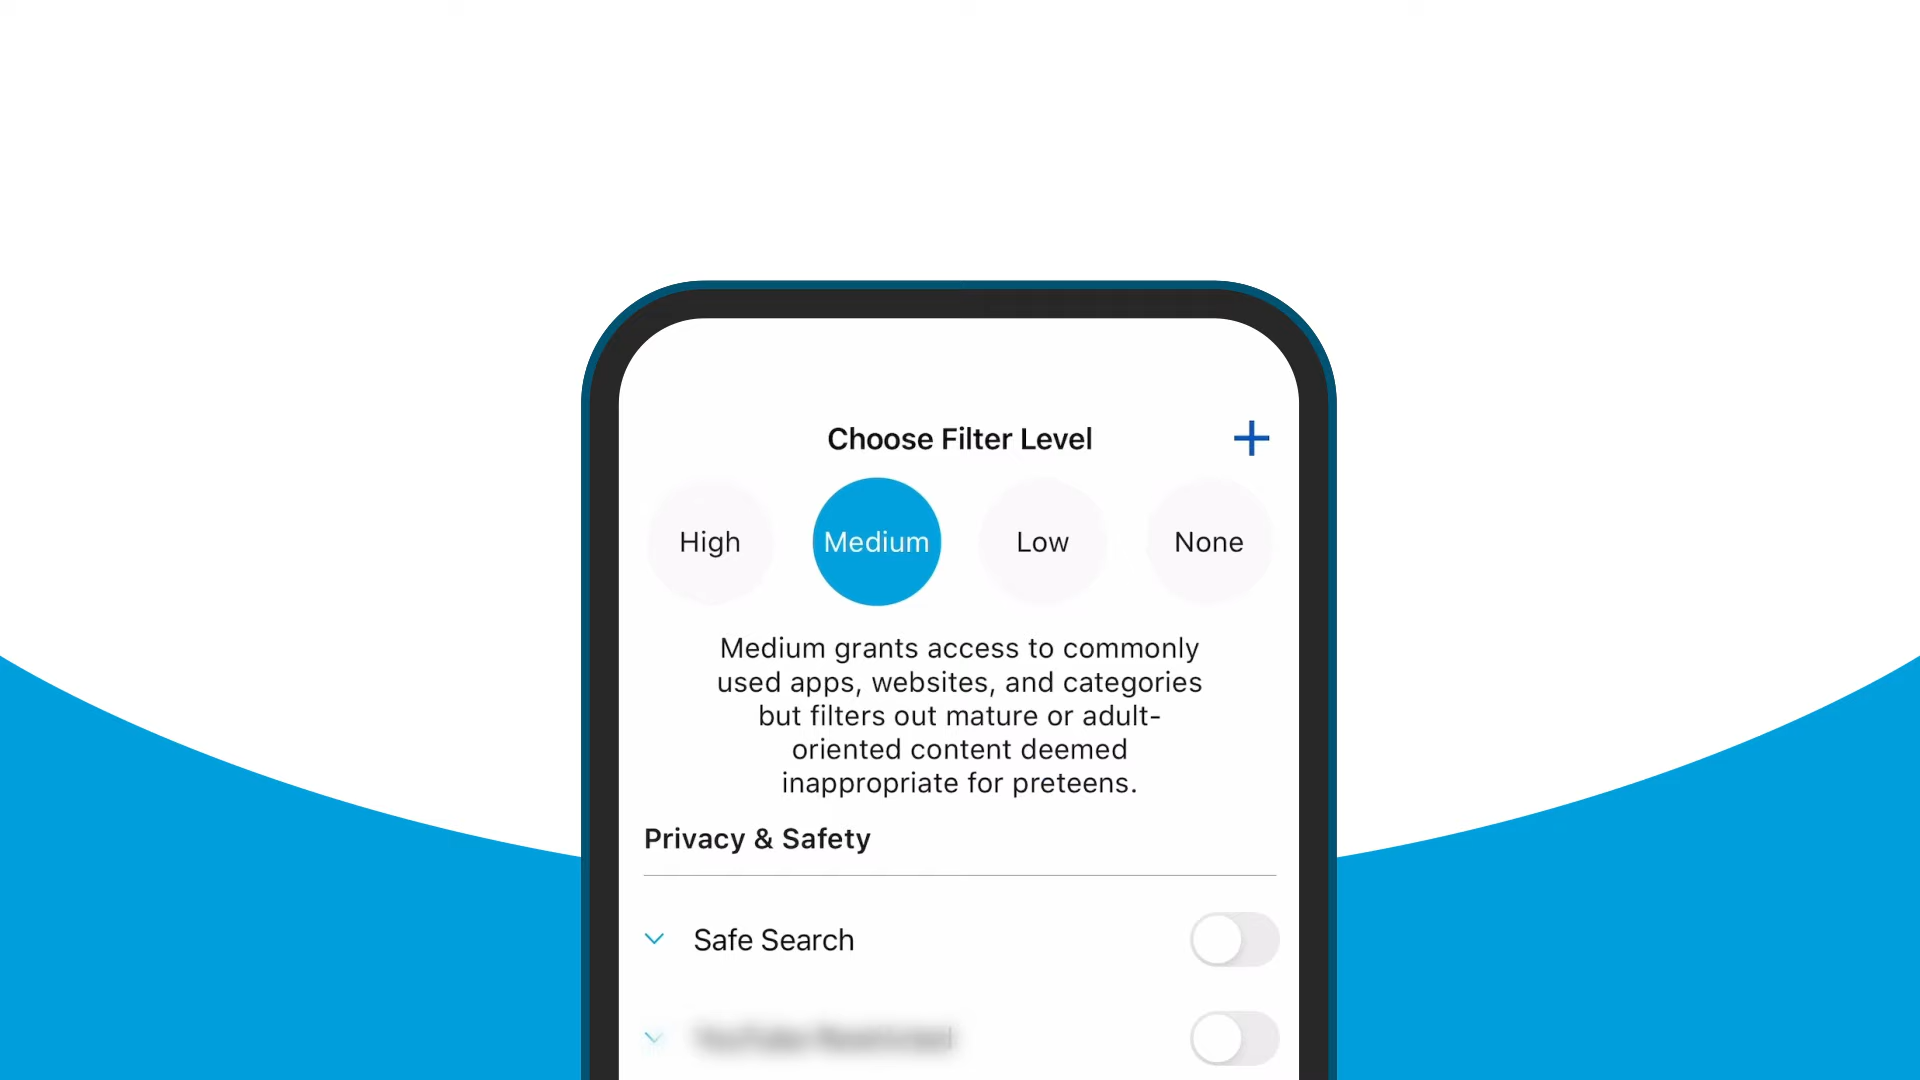 Choose Filter Level
High Medium Low None
Medium grants access to commonly
used apps, websites, and categories
but filters out mature or adult-
oriented content deemed
inappropriate for preteens.
Privacy & Safety
Safe Search